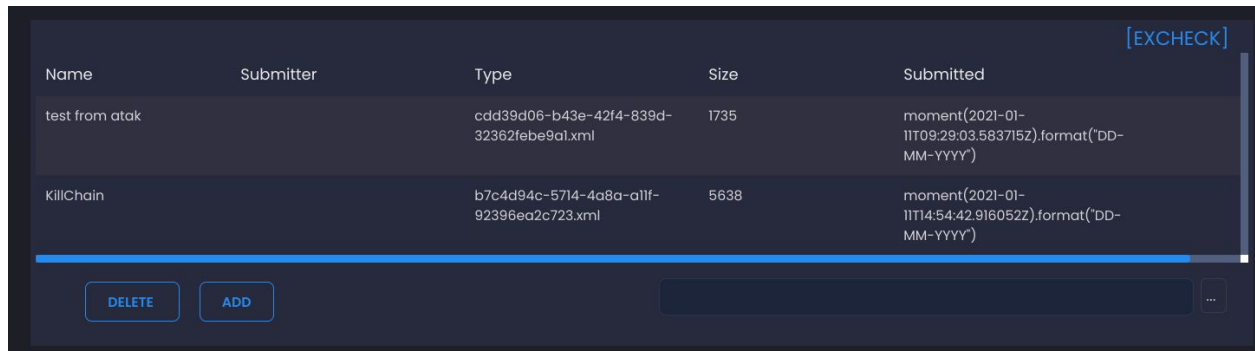 [EXCHECK]
Name Submitter Type Size Submitted
test from atak cdd39d06-b43e-42f4-839d- 1735 moment(2021-01-
32362febe9a1.xml 11T09:29:03.583715Z).format("DD-
MM-YYYY")
KillChain b7c4d94c-5714-4a8a-a11f- 5638 moment(2021-01-
92396ea2c723.xml 11T14:54:42.916052Z).format("DD-
MM-YYYY")
DELETE ADD ...